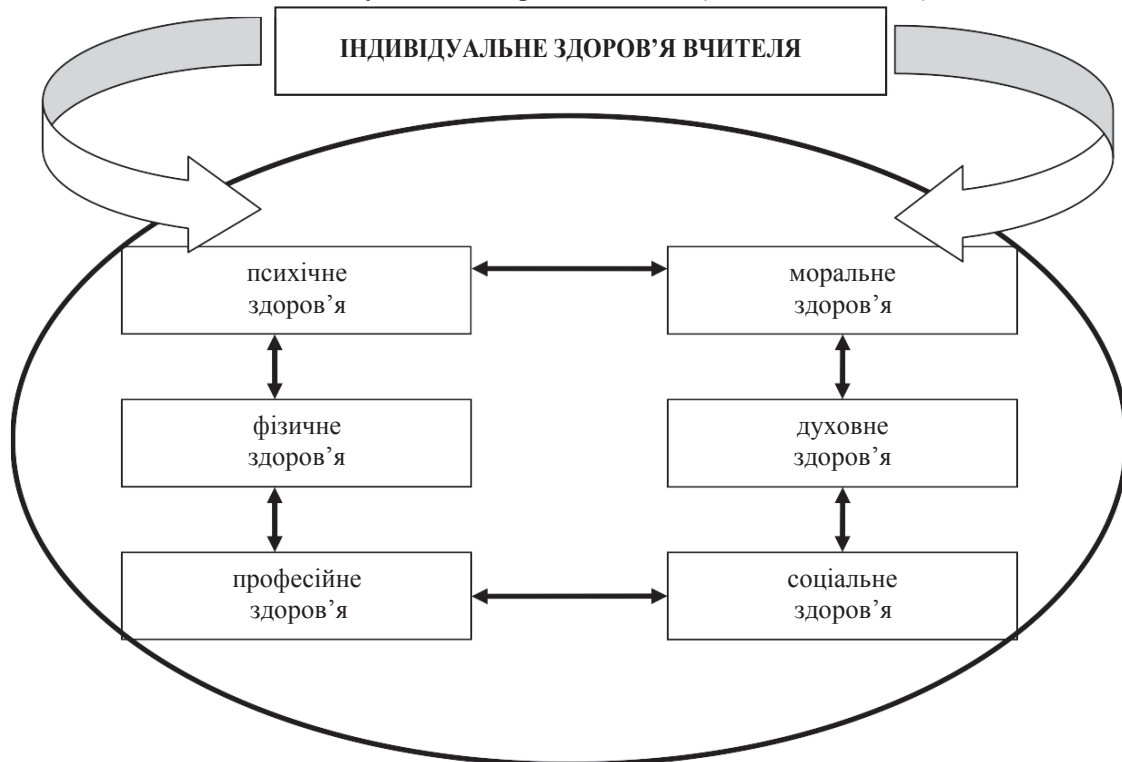 ІНДИВІДУАЛЬНЕ ЗДОРОВ’Я ВЧИТЕЛЯ
психічне
здоров’я
моральне
здоров’я
фізичне
здоров’я
духовне
здоров’я
професійне
здоров’я
соціальне
здоров’я